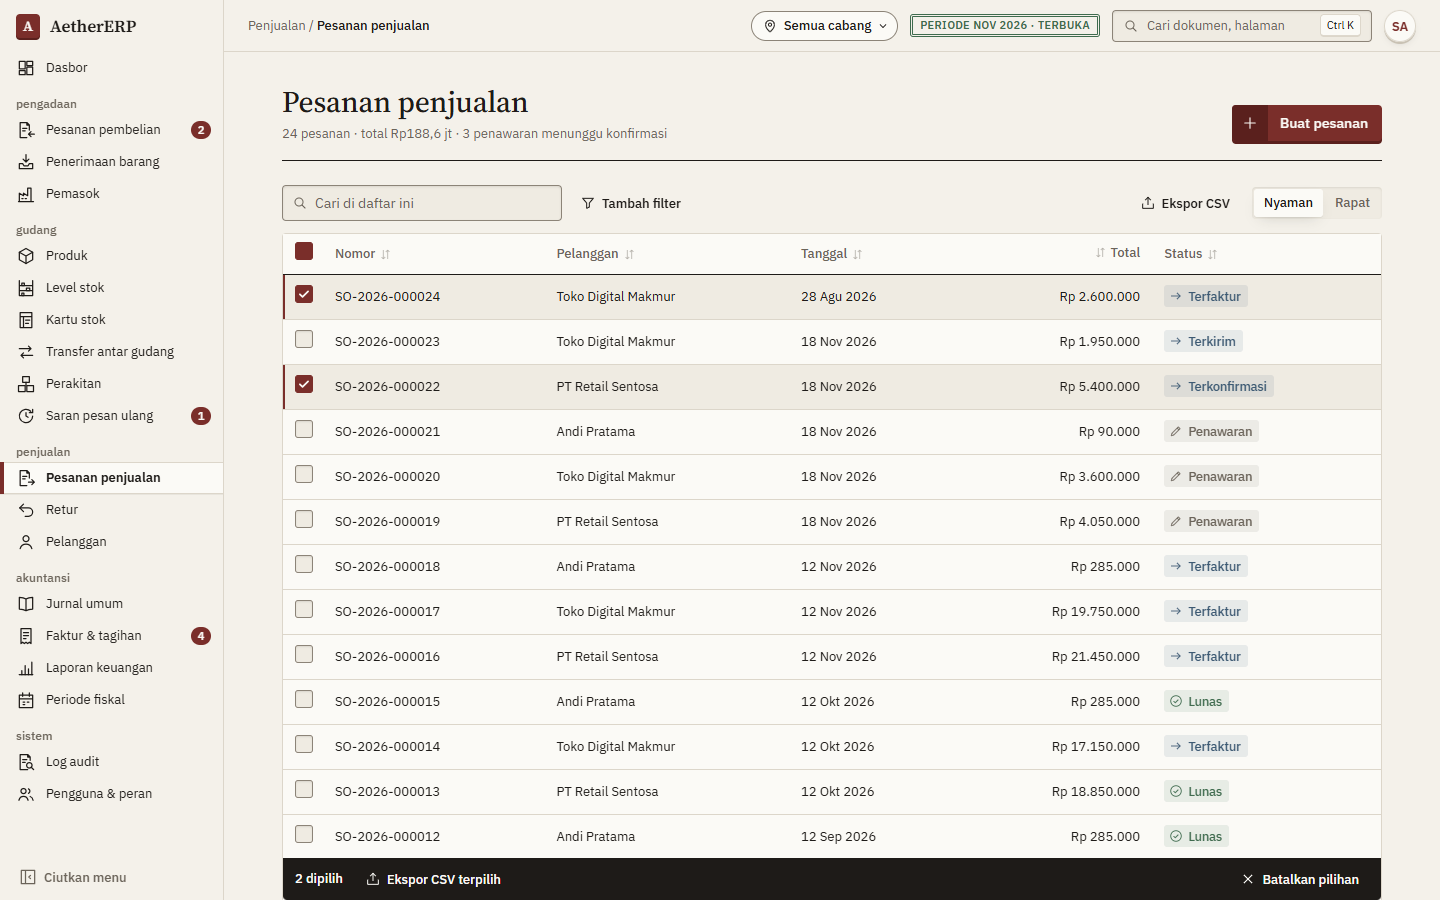 A AetherERP
Dasbor
pengadaan
Pesanan pembelian 2
Penerimaan barang
Pemasok
gudang
Produk
Level stok
Kartu stok
Transfer antar gudang
Perakitan
Saran pesan ulang 1
penjualan
Pesanan penjualan
Retur
Pelanggan
akuntansi
Jurnal umum
Faktur & tagihan 4
Laporan keuangan
Periode fiskal
sistem
Log audit
Pengguna & peran
Ciutkan menu
Penjualan / Pesanan penjualan
Semua cabang
PERIODE NOV 2026 · TERBUKA
Cari dokumen, halaman Ctrl K
SA
Pesanan penjualan
24 pesanan · total Rp188,6 jt · 3 penawaran menunggu konfirmasi
+ Buat pesanan
Cari di daftar ini
Tambah filter
Ekspor CSV
Nyaman Rapat
Nomor Pelanggan Tanggal Total Status
SO-2026-000024 Toko Digital Makmur 28 Agu 2026 Rp 2.600.000 Terfaktur
SO-2026-000023 Toko Digital Makmur 18 Nov 2026 Rp 1.950.000 Terkirim
SO-2026-000022 PT Retail Sentosa 18 Nov 2026 Rp 5.400.000 Terkonfirmasi
SO-2026-000021 Andi Pratama 18 Nov 2026 Rp 90.000 Penawaran
SO-2026-000020 Toko Digital Makmur 18 Nov 2026 Rp 3.600.000 Penawaran
SO-2026-000019 PT Retail Sentosa 18 Nov 2026 Rp 4.050.000 Penawaran
SO-2026-000018 Andi Pratama 12 Nov 2026 Rp 285.000 Terfaktur
SO-2026-000017 Toko Digital Makmur 12 Nov 2026 Rp 19.750.000 Terfaktur
SO-2026-000016 PT Retail Sentosa 12 Nov 2026 Rp 21.450.000 Terfaktur
SO-2026-000015 Andi Pratama 12 Okt 2026 Rp 285.000 Lunas
SO-2026-000014 Toko Digital Makmur 12 Okt 2026 Rp 17.150.000 Terfaktur
SO-2026-000013 PT Retail Sentosa 12 Okt 2026 Rp 18.850.000 Lunas
SO-2026-000012 Andi Pratama 12 Sep 2026 Rp 285.000 Lunas
2 dipilih Ekspor CSV terpilih Batalkan pilihan